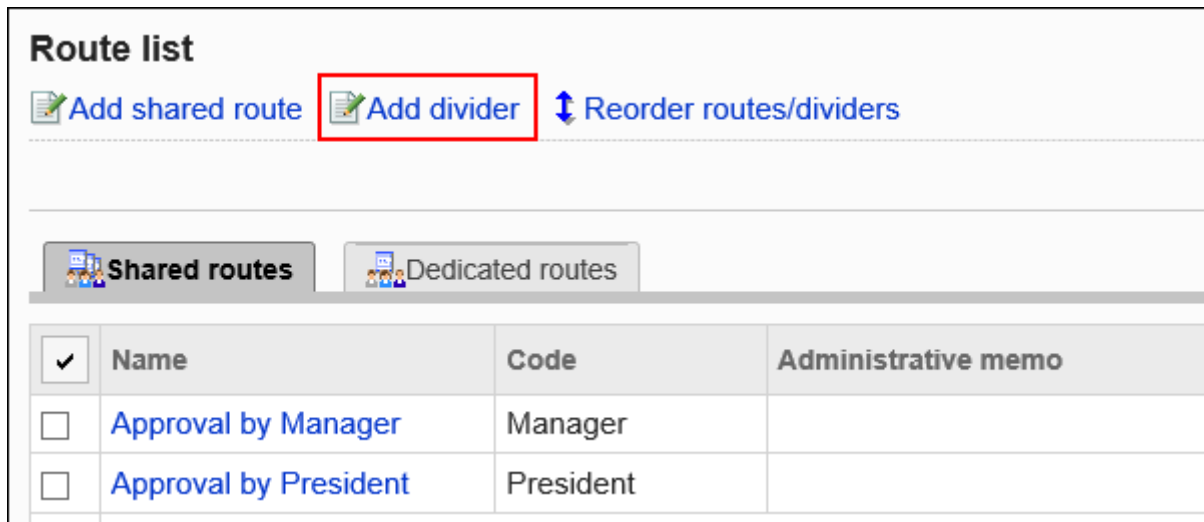 Route list
Add shared route Add divider Reorder routes/dividers
Shared routes Dedicated routes
Name Code Administrative memo
Approval by Manager Manager
Approval by President President